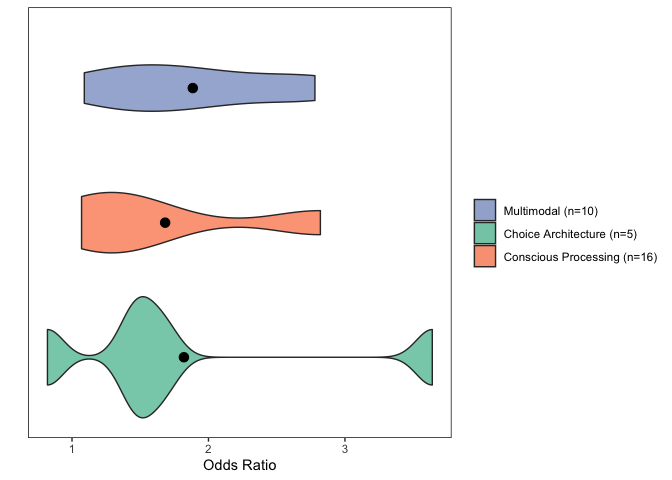 Multimodal (n=10)
Choice Architecture (n=5)
Conscious Processing (n=16)
1 2 3
Odds Ratio